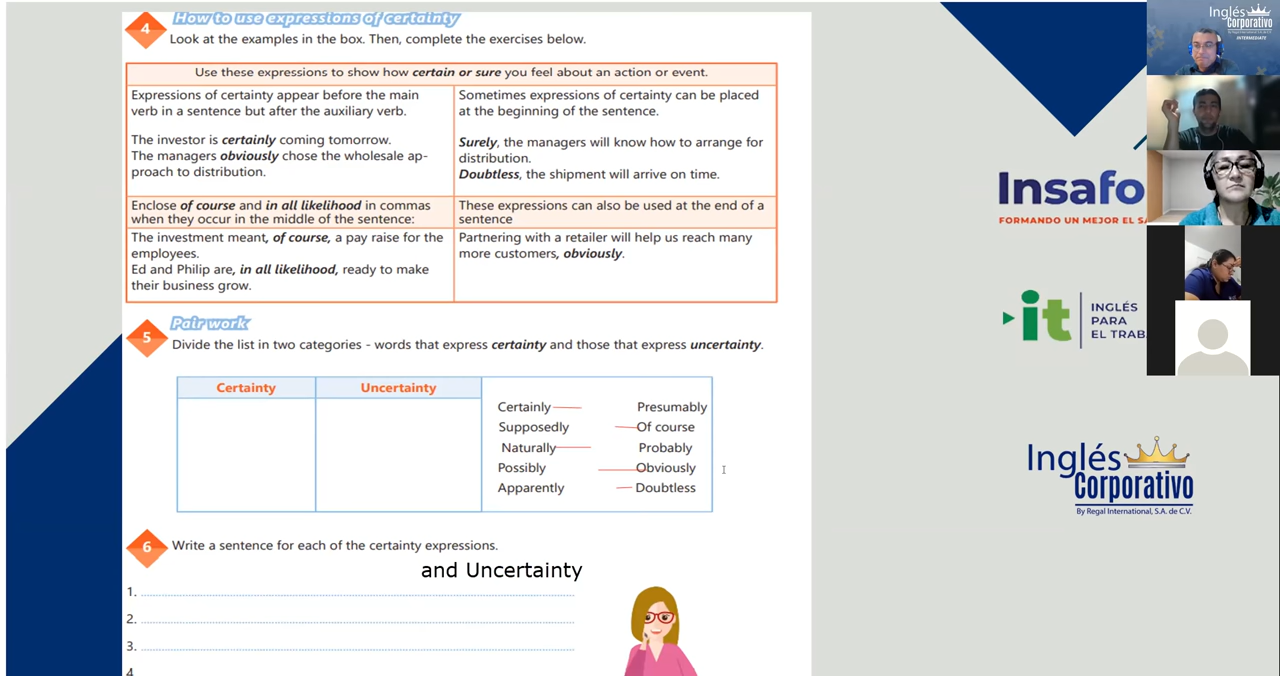 4
How to use expressions of certainty
Look at the examples in the box. Then, complete the exercises below.
Use these expressions to show how certain or sure you feel about an action or event.
Expressions of certainty appear before the main
verb in a sentence but after the auxiliary verb.
The investor is certainly coming tomorrow.
The managers obviously chose the wholesale ap-
proach to distribution.
Sometimes expressions of certainty can be placed
at the beginning of the sentence.
Surely, the managers will know how to arrange for
distribution.
Doubtless, the shipment will arrive on time.
Enclose of course and in all likelihood in commas
when they occur in the middle of the sentence:
These expressions can also be used at the end of a
sentence
The investment meant, of course, a pay raise for the
employees.
Ed and Philip are, in all likelihood, ready to make
their business grow.
Partnering with a retailer will help us reach many
more customers, obviously.
5
Pair work
Divide the list in two categories - words that express certainty and those that express uncertainty.
Certainty Uncertainty
Certainly Presumably
Supposedly Of course
Naturally Probably
Possibly Obviously
Apparently Doubtless
6
Write a sentence for each of the certainty expressions.
and Uncertainty
1.
2.
3.
4
Inglés
Corporativo
By Regal International, S.A. de C.V.
INTERMEDIATE
Insafo
FORMANDO UN MEJOR EL SA
it
INGLÉS
PARA
EL TRAB
Inglés
Corporativo
By Regal International, S.A. de C.V.